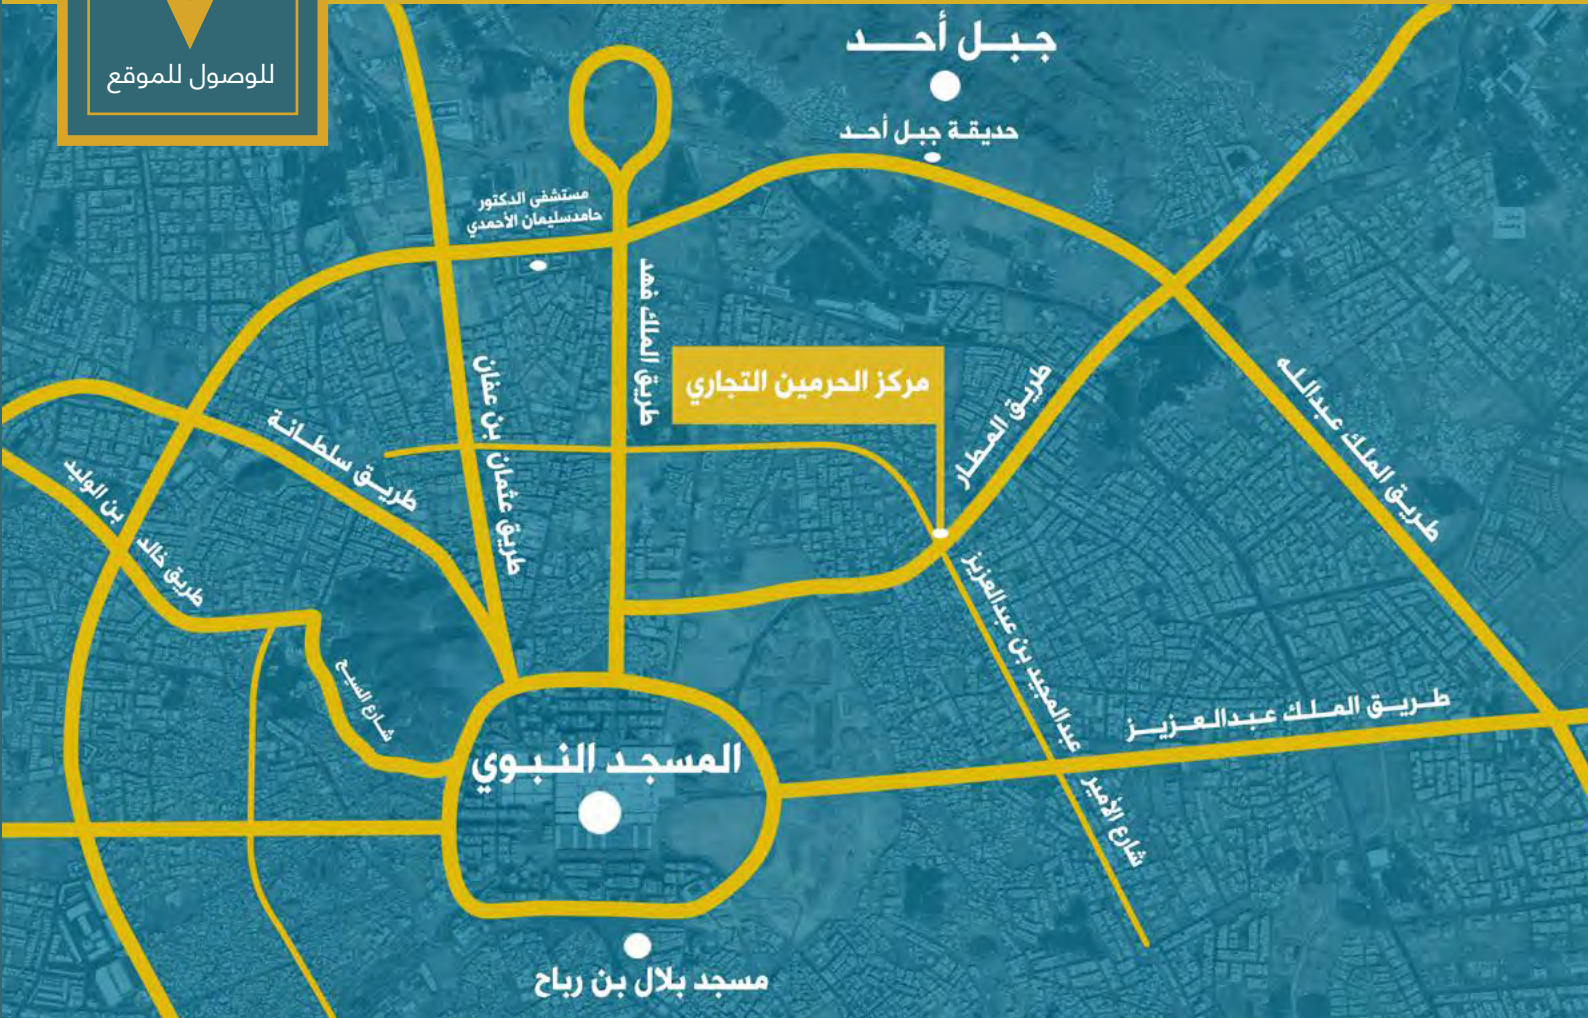 للوصول للموقع
جبل أحد
حديقة جبل أحد
مستشفى الدكتور
حامدسليمان الأحمدي
طريق الملك فهد
مركز الحرمين التجاري
طريق المطار
طريق الملك عبدالله
طريق عثمان بن عفان
طريق سلطانة
طريق خالد بن الوليد
شارع السيح
شارع الأمير عبدالمجيد بن عبدالعزيز
طريق الملك عبدالعزيز
المسجد النبوي
مسجد بلال بن رباح